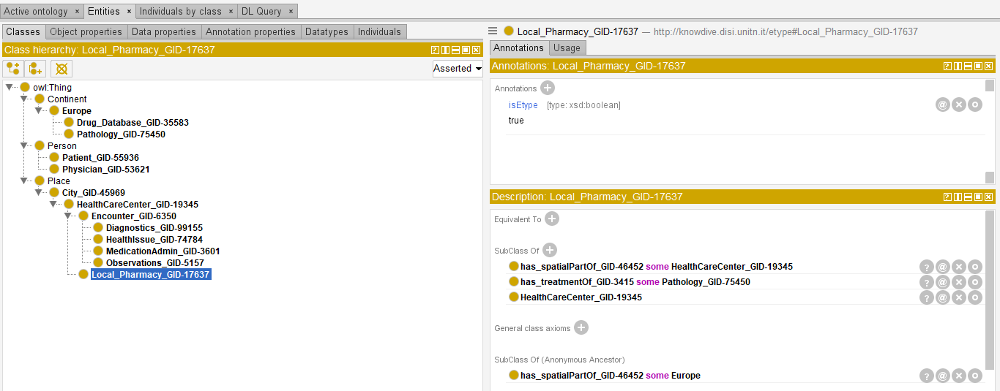 Active ontology × Entities × Individuals by class × DL Query ×
Classes Object properties Data properties Annotation properties Datatypes Individuals
Class hierarchy: Local_Pharmacy_GID-17637
Asserted
owl:Thing
Continent
Europe
Drug_Database_GID-35583
Pathology_GID-75450
Person
Patient_GID-55936
Physician_GID-53621
Place
City_GID-45969
HealthCareCenter_GID-19345
Encounter_GID-6350
Diagnostics_GID-99155
HealthIssue_GID-74784
MedicationAdmin_GID-3601
Observations_GID-5157
Local_Pharmacy_GID-17637
Local_Pharmacy_GID-17637 — http://knowdive.disi.unitn.it/etype#Local_Pharmacy_GID-17637
Annotations Usage
Annotations: Local_Pharmacy_GID-17637
Annotations
isEtype [type: xsd:boolean]
true
Description: Local_Pharmacy_GID-17637
Equivalent To
SubClass Of
has_spatialPartOf_GID-46452 some HealthCareCenter_GID-19345
has_treatmentOf_GID-3415 some Pathology_GID-75450
HealthCareCenter_GID-19345
General class axioms
SubClass Of (Anonymous Ancestor)
has_spatialPartOf_GID-46452 some Europe